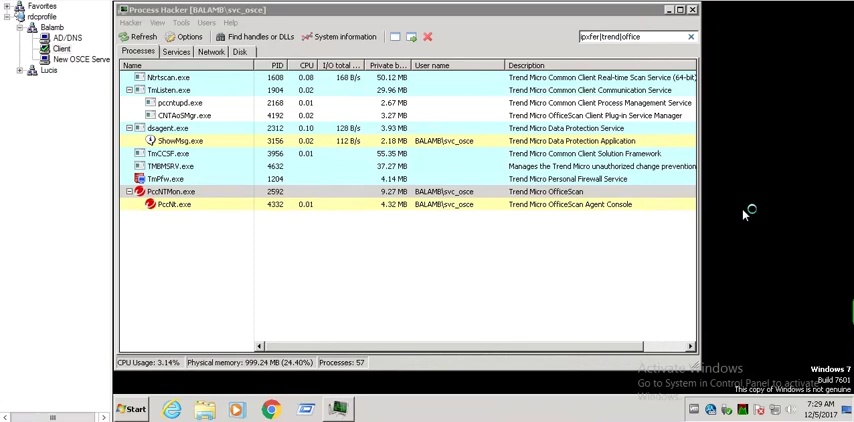 Favorites
rdcprofile
Balamb
AD/DNS
Client
New OSCE Serve
Lucis
Process Hacker [BALAMB\svc_osce]
Hacker View Tools Users Help
Refresh Options Find handles or DLLs System information ipxfer|trend|office
Processes Services Network Disk
Name PID CPU I/O total ... Private b... User name Description
Ntrtscan.exe 1608 0.08 168 B/s 50.12 MB Trend Micro Common Client Real-time Scan Service (64-bit)
TmListen.exe 1904 0.02 29.96 MB Trend Micro Common Client Communication Service
pccntupd.exe 2168 0.01 2.67 MB Trend Micro Common Client Process Management Service
CNTAoSMgr.exe 4192 0.02 3.27 MB Trend Micro OfficeScan Client Plug-in Service Manager
dsagent.exe 2312 0.10 128 B/s 3.93 MB Trend Micro Data Protection Service
ShowMsg.exe 3156 0.02 112 B/s 2.18 MB BALAMB\svc_osce Trend Micro Data Protection Application
TmCCSF.exe 3956 0.01 55.35 MB Trend Micro Common Client Solution Framework
TMBMSRV.exe 4632 37.27 MB Manages the Trend Micro unauthorized change prevention
TmPfw.exe 1204 4.14 MB Trend Micro Personal Firewall Service
PccNTMon.exe 2592 9.27 MB BALAMB\svc_osce Trend Micro OfficeScan
PccNt.exe 4332 0.01 4.32 MB BALAMB\svc_osce Trend Micro OfficeScan Agent Console
CPU Usage: 3.14% Physical memory: 999.24 MB (24.40%) Processes: 57
Activate Windows
Go to System in Control Panel to activate
Windows.
Windows 7
Build 7601
This copy of Windows is not genuine
Start
7:29 AM
12/5/2017